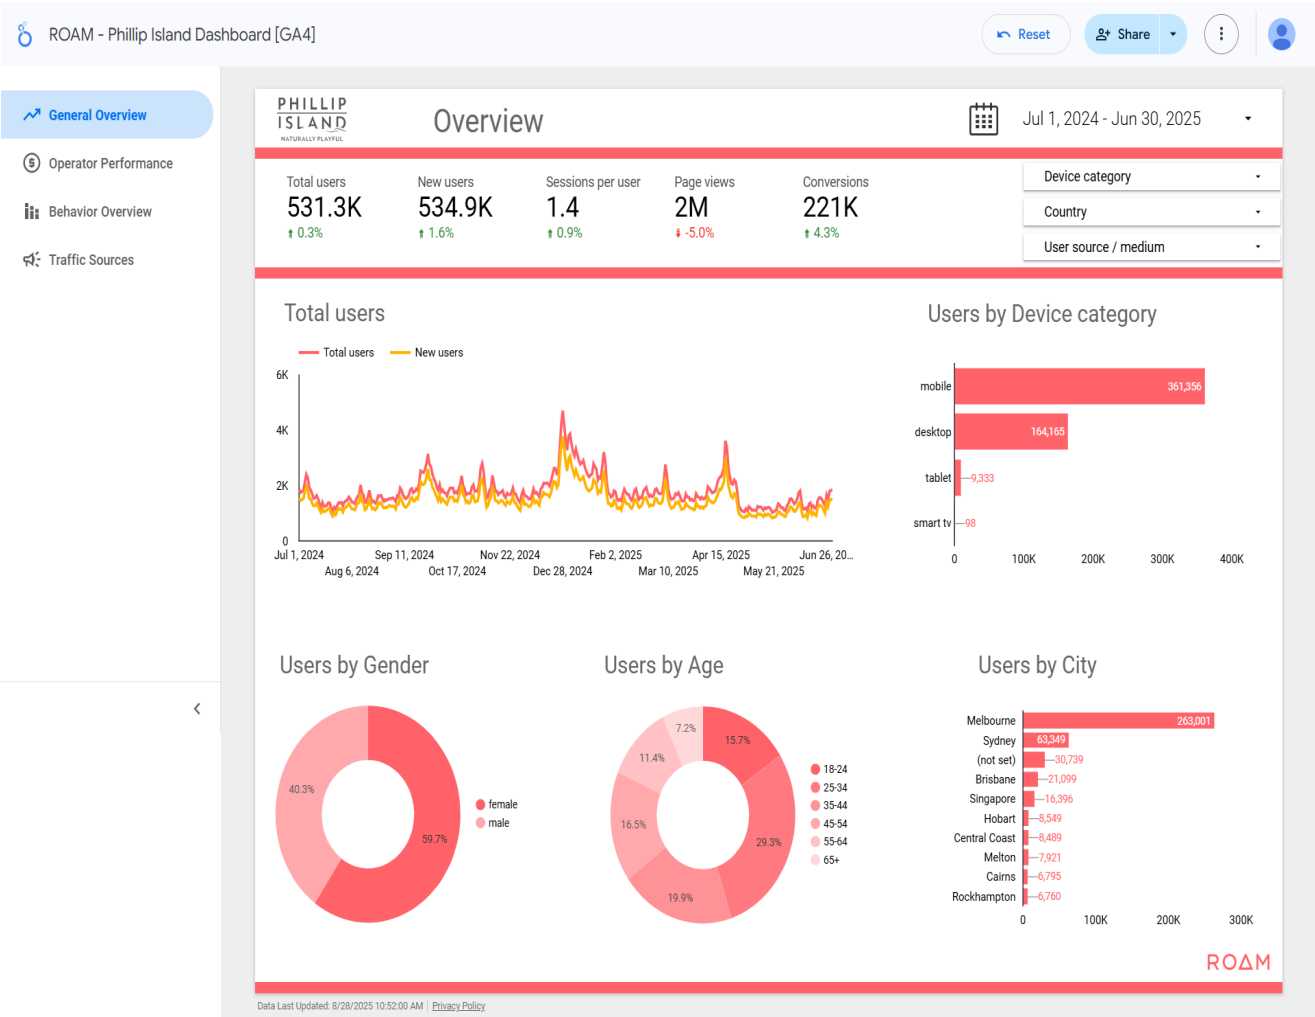 ROAM - Phillip Island Dashboard [GA4]
Reset
Share
General Overview
Operator Performance
Behavior Overview
Traffic Sources
PHILLIP
ISLAND
NATURALLY PLAYFUL
Overview
Jul 1, 2024 - Jun 30, 2025
Total users
531.3K
0.3%
New users
534.9K
1.6%
Sessions per user
1.4
0.9%
Page views
2M
-5.0%
Conversions
221K
4.3%
Device category
Country
User source / medium
Total users
Total users
New users
6K
4K
2K
0
Jul 1, 2024
Aug 6, 2024
Sep 11, 2024
Oct 17, 2024
Nov 22, 2024
Dec 28, 2024
Feb 2, 2025
Mar 10, 2025
Apr 15, 2025
May 21, 2025
Jun 26, 20...
Users by Device category
mobile 361,356
desktop 164,165
tablet 9,333
smart tv 98
0 100K 200K 300K 400K
Users by Gender
40.3%
59.7%
female
male
Users by Age
7.2%
15.7%
11.4%
16.5%
29.3%
19.9%
18-24
25-34
35-44
45-54
55-64
65+
Users by City
Melbourne 263,001
Sydney 63,349
(not set) 30,739
Brisbane 21,099
Singapore 16,396
Hobart 8,549
Central Coast 8,489
Melton 7,921
Cairns 6,795
Rockhampton 6,760
0 100K 200K 300K
ROAM
Data Last Updated: 8/28/2025 10:52:00 AM
Privacy Policy